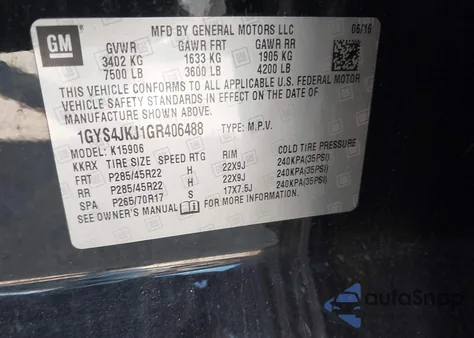 GM
MFD BY GENERAL MOTORS LLC 06/16
GVWR GAWR FRT GAWR RR
3402 KG 1633 KG 1905 KG
7500 LB 3600 LB 4200 LB
THIS VEHICLE CONFORMS TO ALL APPLICABLE U.S. FEDERAL MOTOR
VEHICLE SAFETY STANDARDS IN EFFECT ON THE DATE OF
MANUFACTURE SHOWN ABOVE.
1GYS4JKJ1GR406488 TYPE: M.P.V.
MODEL: K15906
KKRX TIRE SIZE SPEED RTG RIM COLD TIRE PRESSURE
FRT P285/45R22 H 22X9J 240KPA(35PSI)
RR P285/45R22 H 22X9J 240KPA(35PSI)
SPA P265/70R17 S 17X7.5J 240KPA(35PSI)
SEE OWNER'S MANUAL FOR MORE INFORMATION.
autoSnap